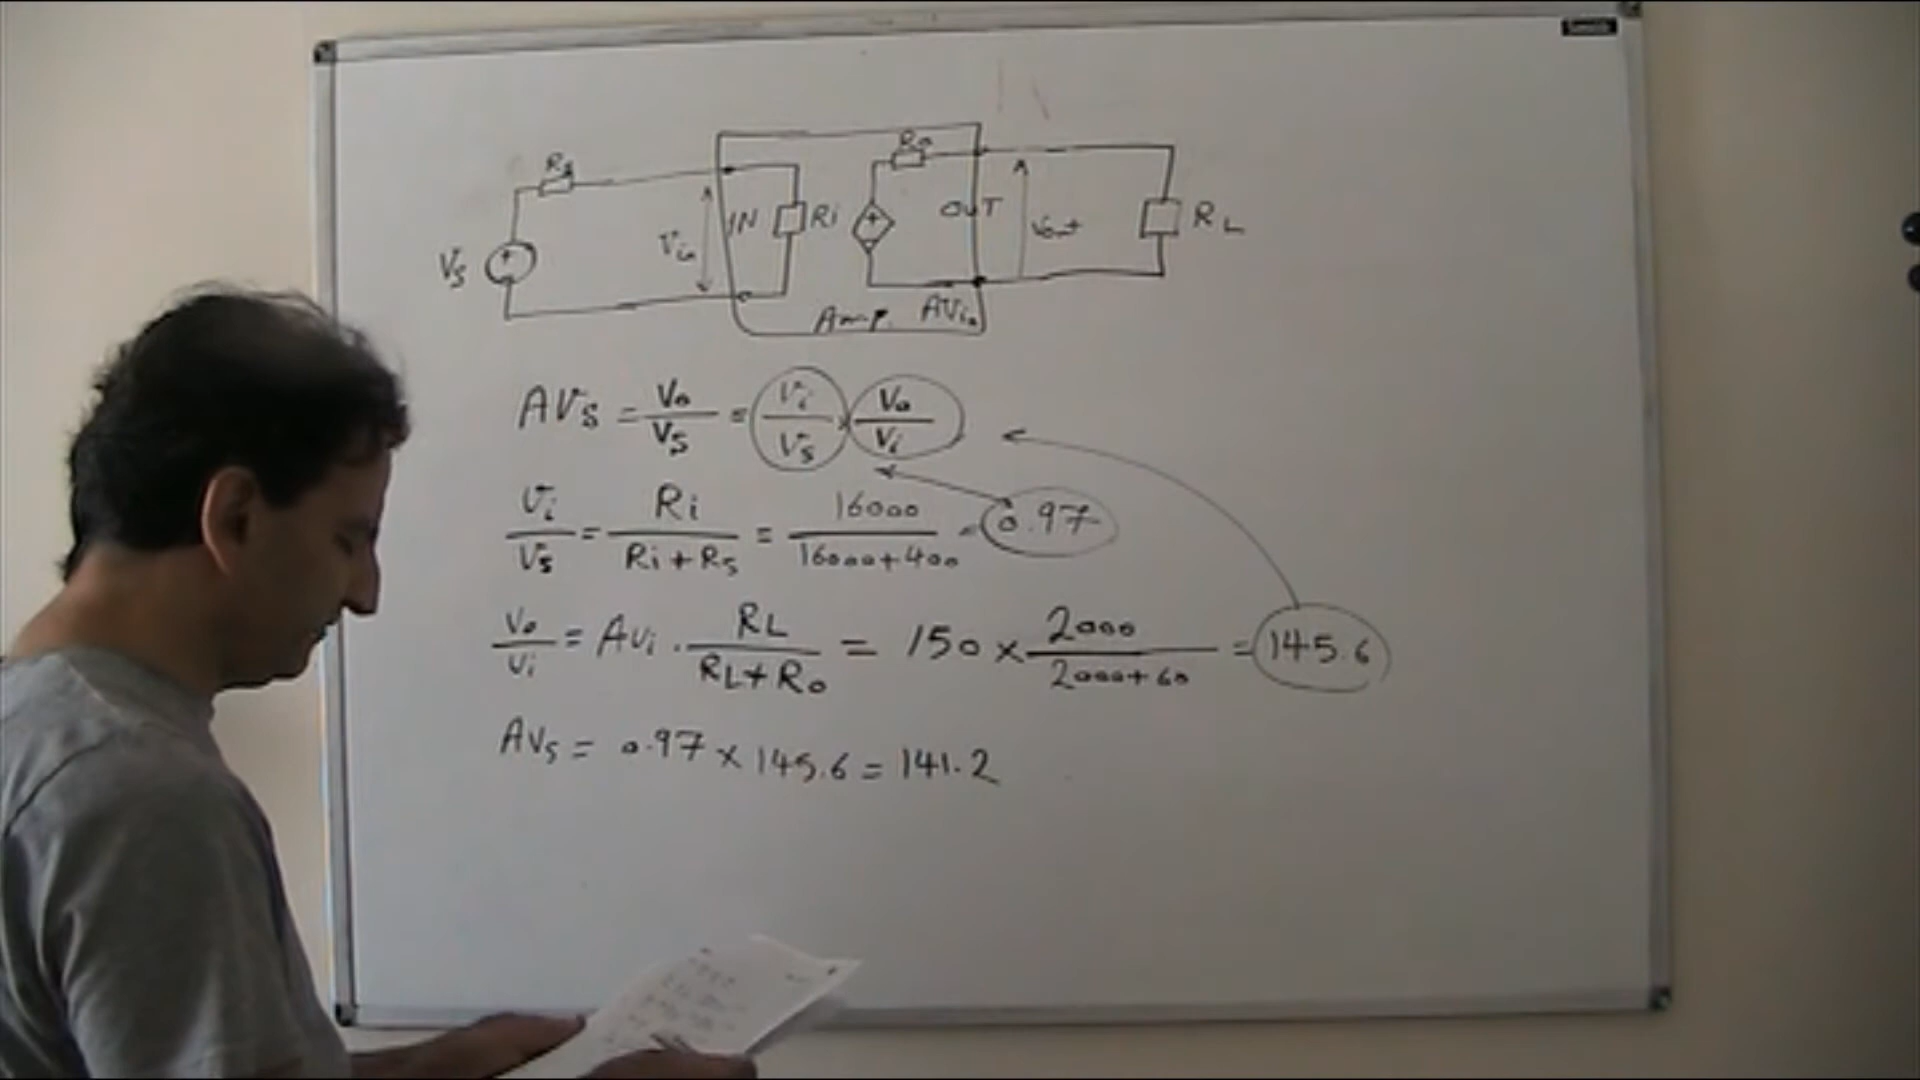 Rs
Ro
Vs
Vin
IN
Ri
OUT
Vout
RL
Amp. AVin
AVs = Vo/Vs = Vi/Vs × Vo/Vi
Vi/Vs = Ri/(Ri+Rs) = 16000/(16000+400) = 0.97
Vo/Vi = Avi . RL/(RL+Ro) = 150 × 2000/(2000+60) = 145.6
AVs = 0.97 × 145.6 = 141.2